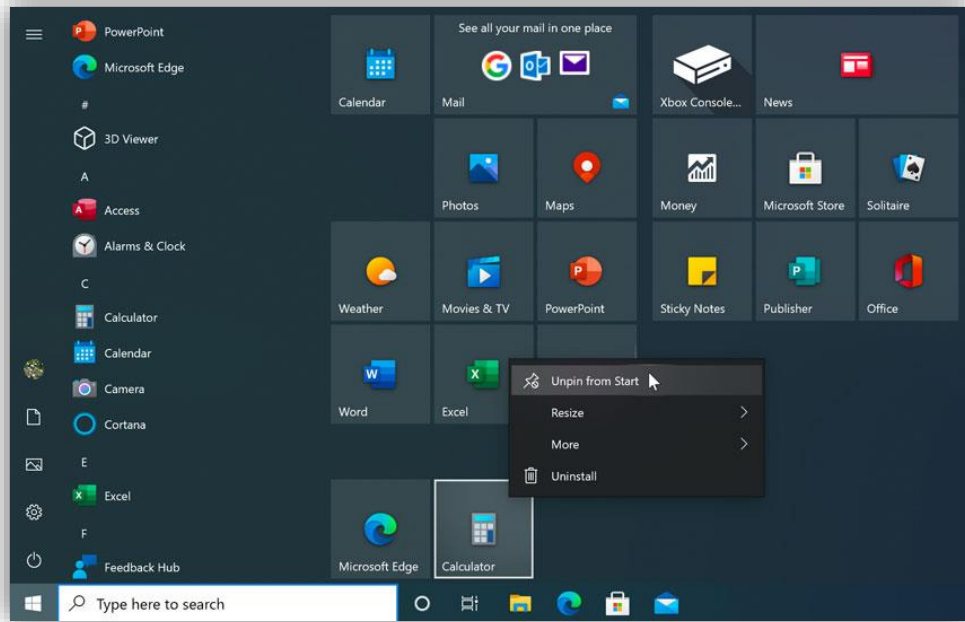 PowerPoint
Microsoft Edge
#
3D Viewer
A
Access
Alarms & Clock
C
Calculator
Calendar
Camera
Cortana
E
Excel
F
Feedback Hub
Calendar
See all your mail in one place
Mail
Xbox Console...
News
Photos
Maps
Money
Microsoft Store
Solitaire
Weather
Movies & TV
PowerPoint
Sticky Notes
Publisher
Office
Word
Excel
Unpin from Start
Resize
More
Uninstall
Microsoft Edge
Calculator
Type here to search